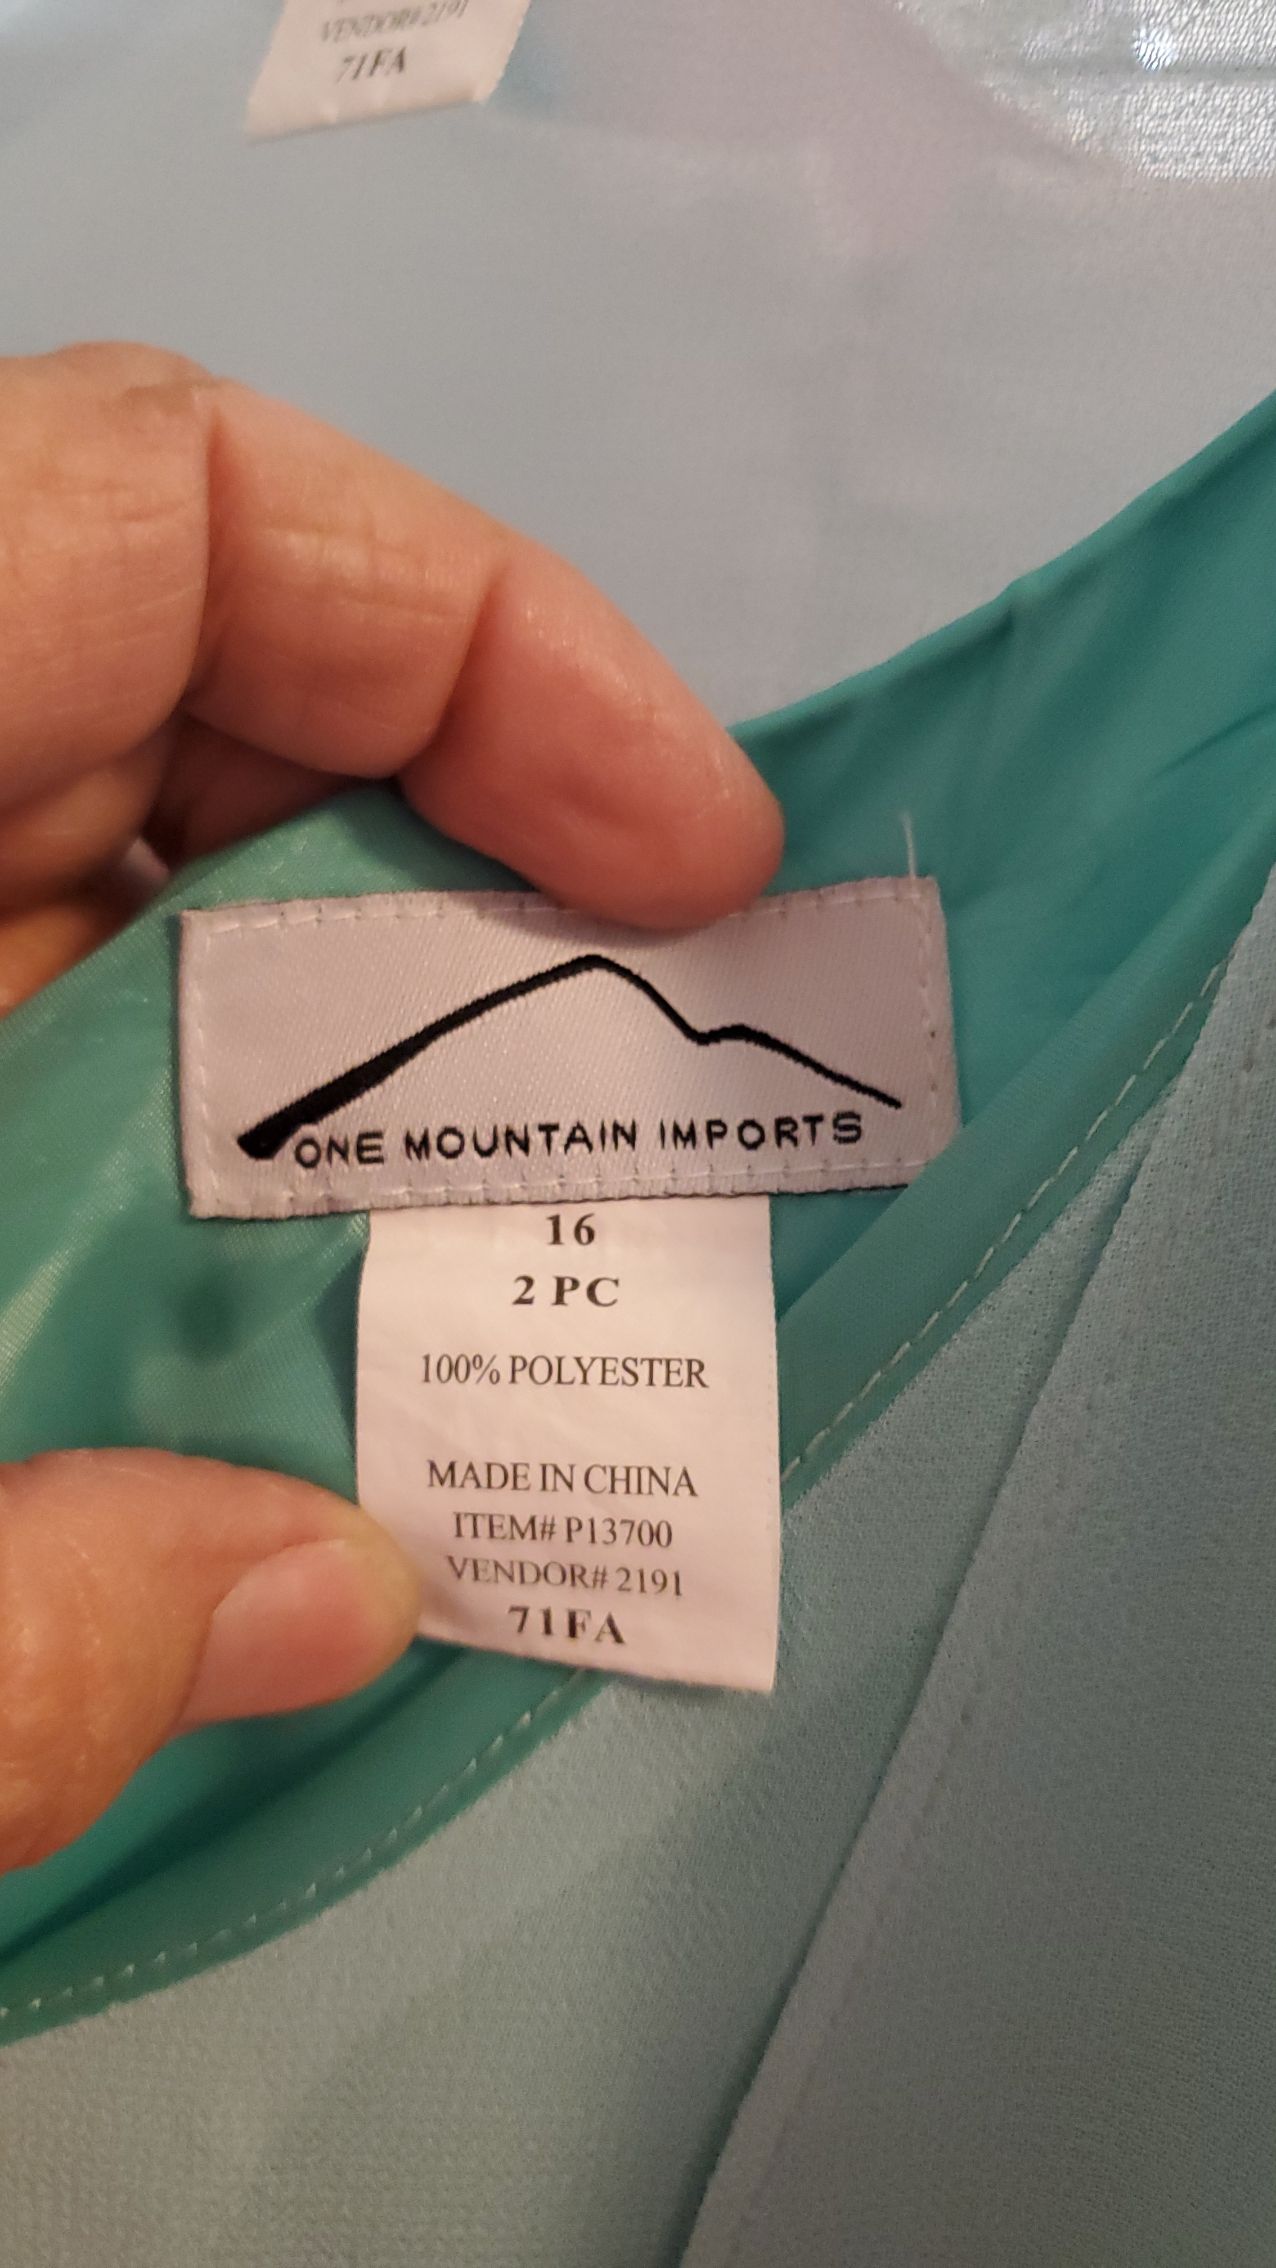 VENDOR# 2191
71FA
ONE MOUNTAIN IMPORTS
16
2 PC
100% POLYESTER
MADE IN CHINA
ITEM# P13700
VENDOR# 2191
71FA